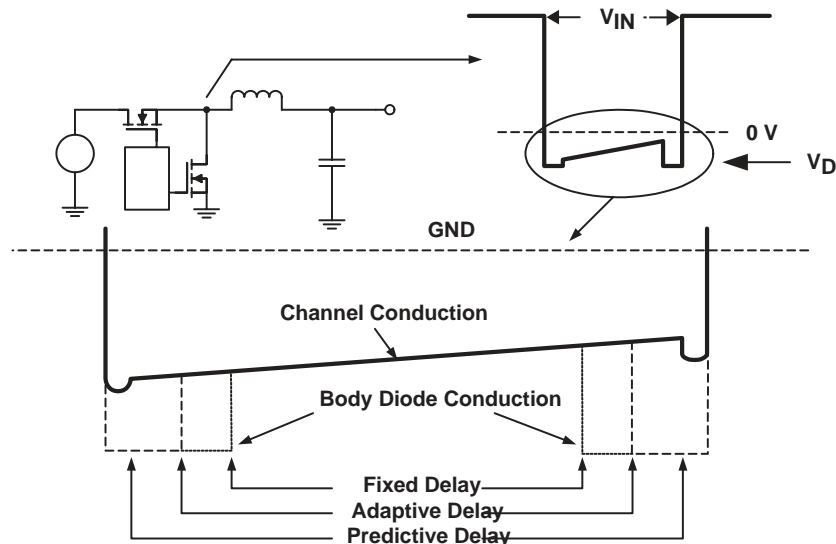 VIN
0 V
VD
GND
Channel Conduction
Body Diode Conduction
Fixed Delay
Adaptive Delay
Predictive Delay